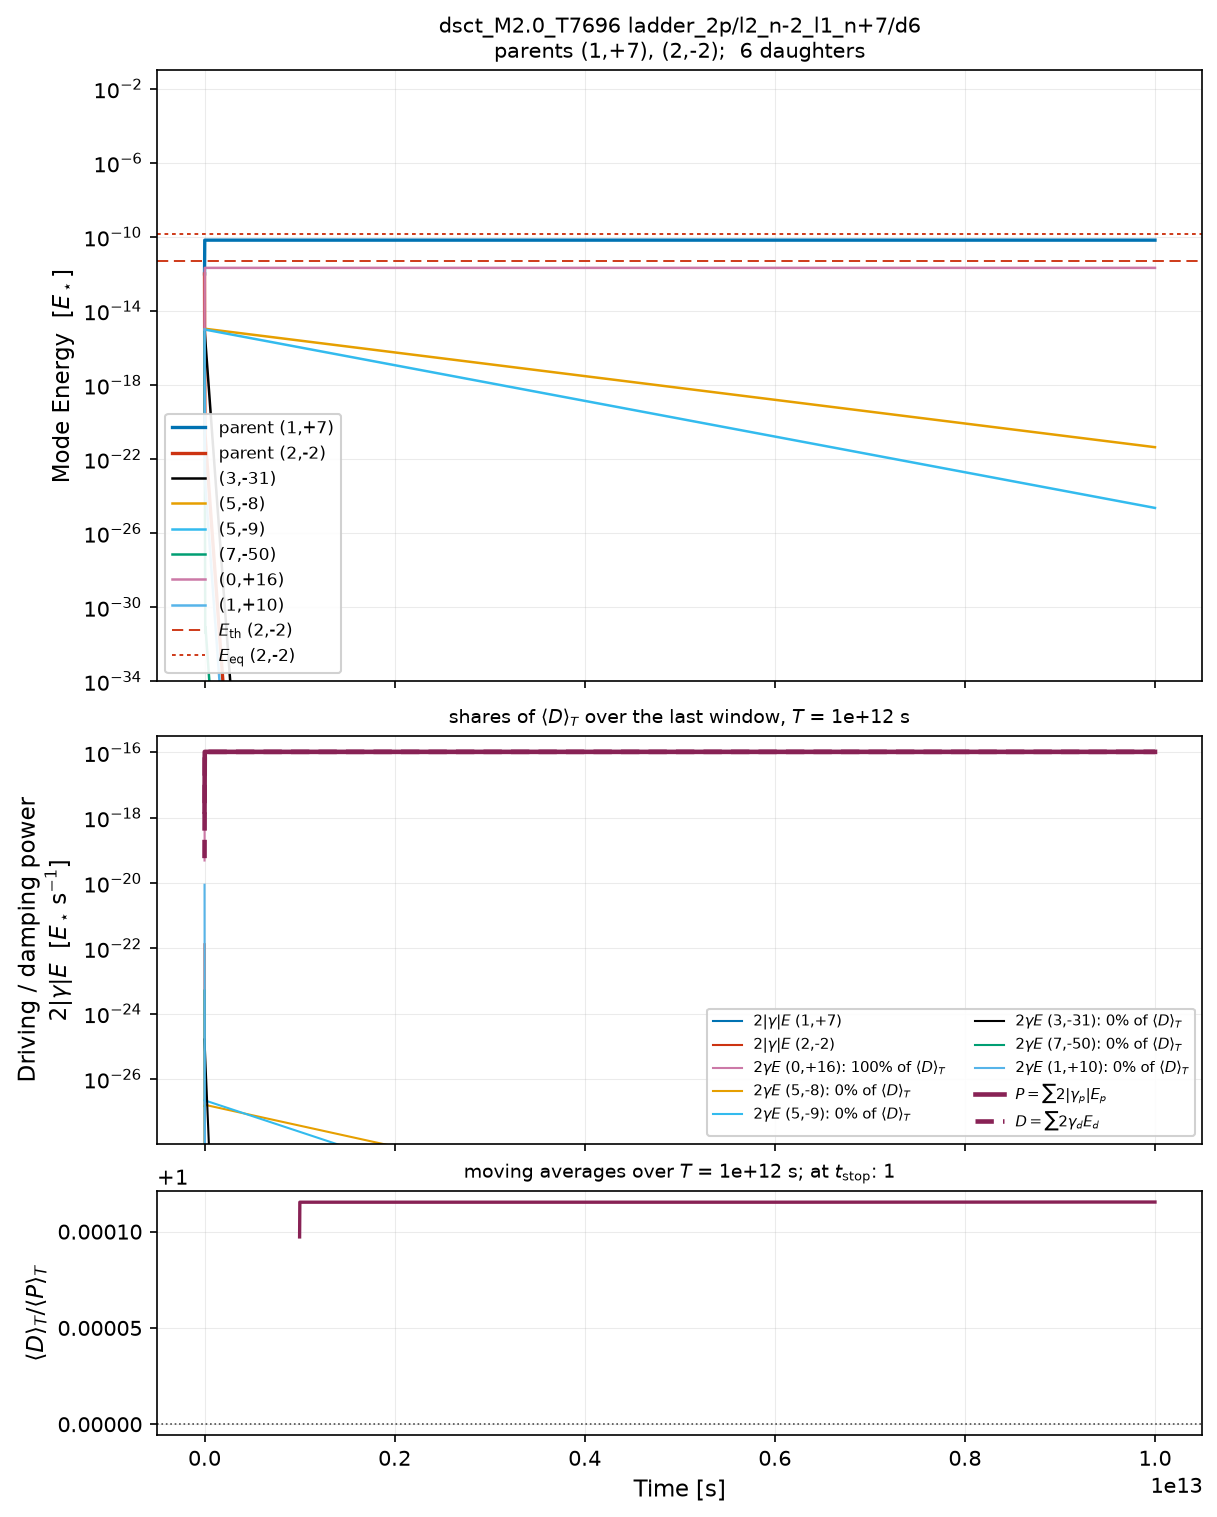 dsct_M2.0_T7696 ladder_2p/l2_n-2_l1_n+7/d6
parents (1,+7), (2,-2);  6 daughters
10⁻²
10⁻⁶
10⁻¹⁰
10⁻¹⁴
10⁻¹⁸
10⁻²²
10⁻²⁶
10⁻³⁰
10⁻³⁴
Mode Energy [E⋆]
parent (1,+7)
parent (2,-2)
(3,-31)
(5,-8)
(5,-9)
(7,-50)
(0,+16)
(1,+10)
E_th (2,-2)
E_eq (2,-2)
shares of ⟨D⟩_T over the last window, T = 1e+12 s
10⁻¹⁶
10⁻¹⁸
10⁻²⁰
10⁻²²
10⁻²⁴
10⁻²⁶
Driving / damping power
2|γ|E [E⋆ s⁻¹]
2|γ|E (1,+7)
2|γ|E (2,-2)
2γE (0,+16): 100% of ⟨D⟩_T
2γE (5,-8): 0% of ⟨D⟩_T
2γE (5,-9): 0% of ⟨D⟩_T
2γE (3,-31): 0% of ⟨D⟩_T
2γE (7,-50): 0% of ⟨D⟩_T
2γE (1,+10): 0% of ⟨D⟩_T
P = ∑2|γ_p|E_p
D = ∑2γ_dE_d
moving averages over T = 1e+12 s; at t_stop: 1
+1
0.00010
0.00005
0.00000
⟨D⟩_T/⟨P⟩_T
0.0
0.2
0.4
0.6
0.8
1.0
1e13
Time [s]